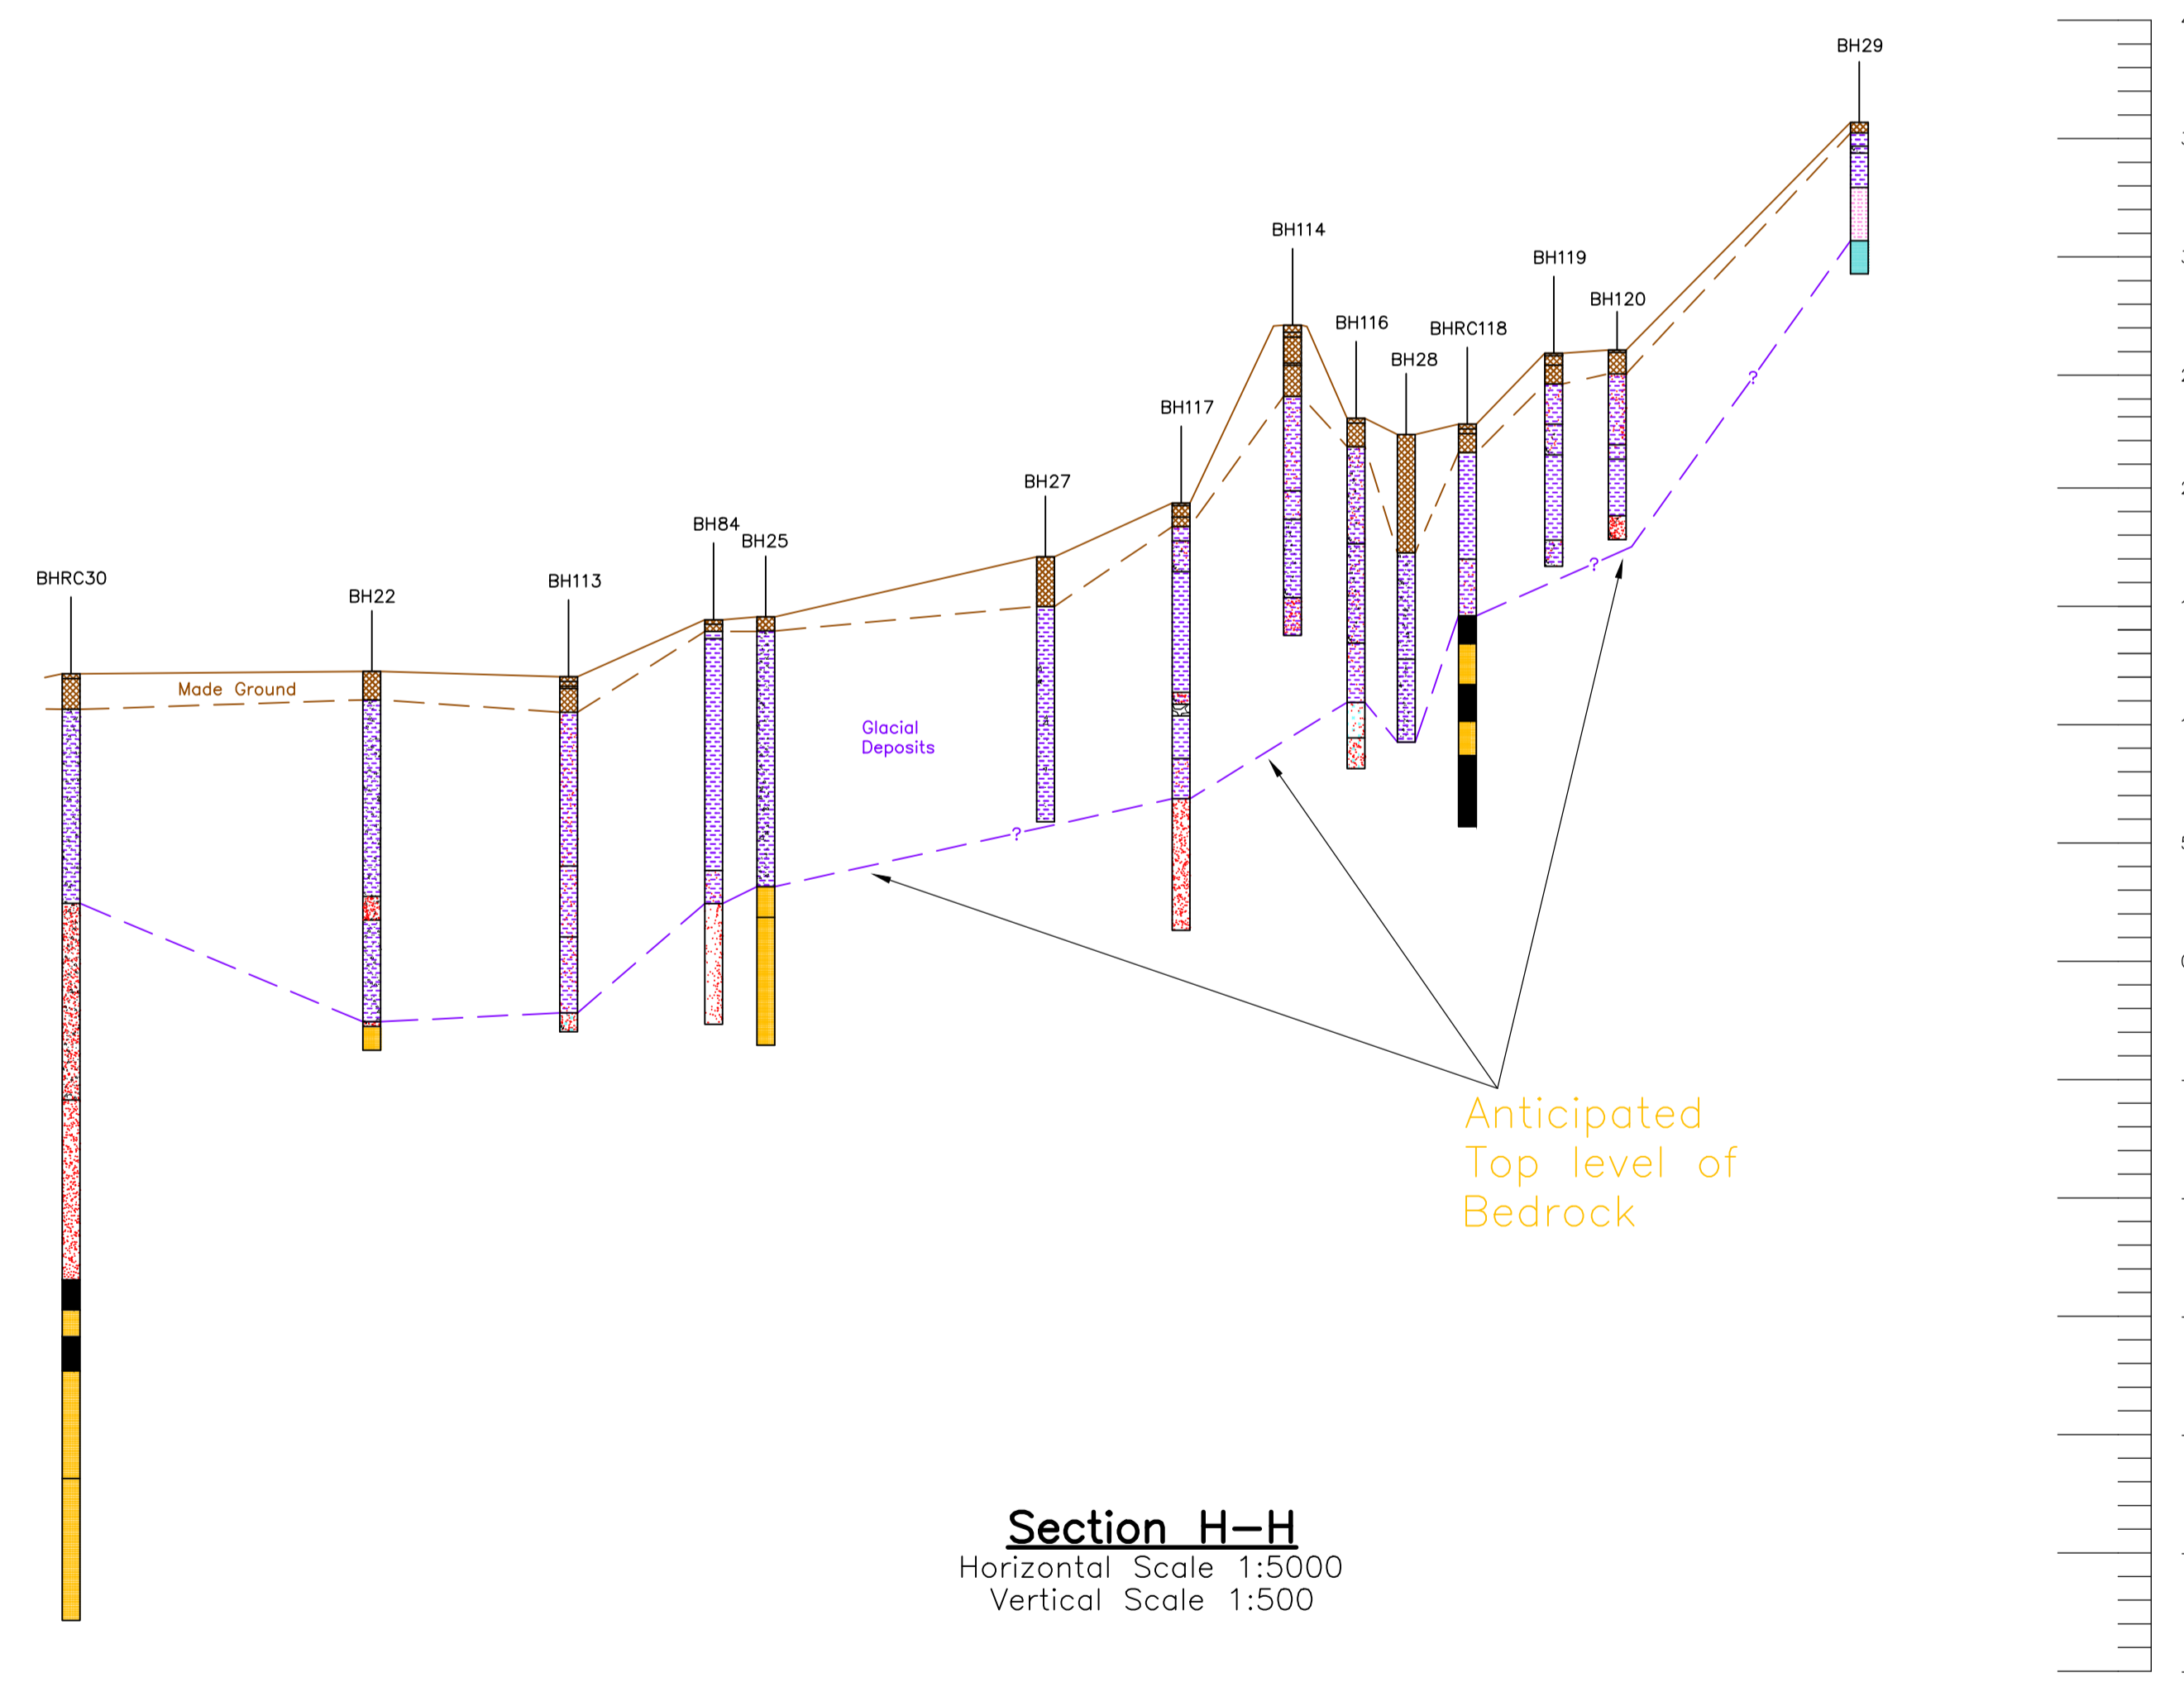 BH29
BH114
BH119
BH120
BH116
BHRC118
BH28
BH117
BH27
BH84
BH25
BHRC30
BH22
BH113
Made Ground
Glacial
Deposits
?
?
?
Anticipated
Top level of
Bedrock
Section H-H
Horizontal Scale 1:5000
Vertical Scale 1:500